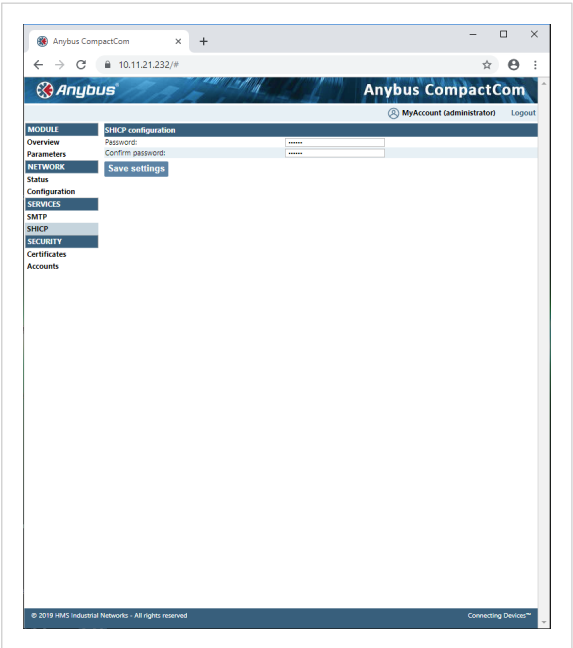 Anybus CompactCom
10.11.21.232/#
Anybus®
Anybus CompactCom
MyAccount (administrator) Logout
MODULE
Overview
Parameters
NETWORK
Status
Configuration
SERVICES
SMTP
SHICP
SECURITY
Certificates
Accounts
SHICP configuration
Password: ······
Confirm password: ······
Save settings
© 2019 HMS Industrial Networks - All rights reserved Connecting Devices™